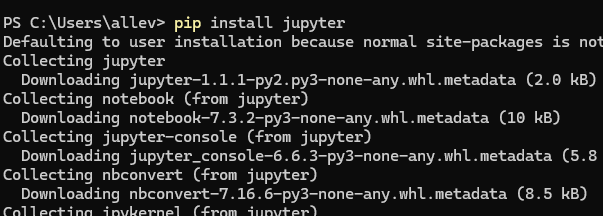 PS C:\Users\allev> pip install jupyter
Defaulting to user installation because normal site-packages is not
Collecting jupyter
  Downloading jupyter-1.1.1-py2.py3-none-any.whl.metadata (2.0 kB)
Collecting notebook (from jupyter)
  Downloading notebook-7.3.2-py3-none-any.whl.metadata (10 kB)
Collecting jupyter-console (from jupyter)
  Downloading jupyter_console-6.6.3-py3-none-any.whl.metadata (5.8
Collecting nbconvert (from jupyter)
  Downloading nbconvert-7.16.6-py3-none-any.whl.metadata (8.5 kB)
Collecting ipykernel (from jupyter)